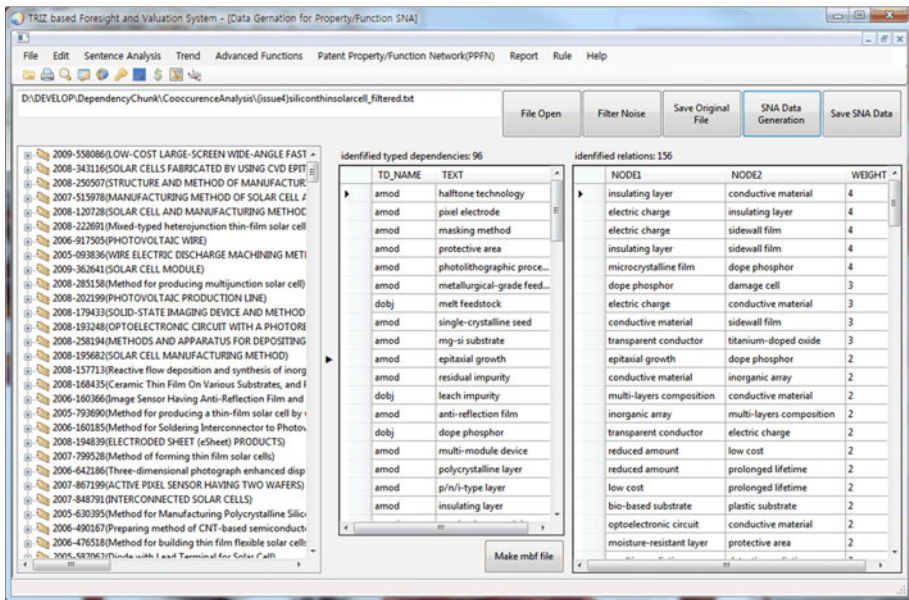 TRIZ based Foresight and Valuation System - [Data Gernation for Property/Function SNA]
File Edit Sentence Analysis Trend Advanced Functions Patent Property/Function Network(PPFN) Report Rule Help
D:\DEVELOP\DependencyChunk\CooccurenceAnalysis\(issue4)siliconthinsolarcell_filtered.txt
File Open
Filter Noise
Save Original File
SNA Data Generation
Save SNA Data
2009-558086(LOW-COST LARGE-SCREEN WIDE-ANGLE FAST
2008-343116(SOLAR CELLS FABRICATED BY USING CVD EPIT
2008-250507(STRUCTURE AND METHOD OF MANUFACTUR
2007-515978(MANUFACTURING METHOD OF SOLAR CELL A
2008-120728(SOLAR CELL AND MANUFACTURING METHOD
2008-222691(Mixed-typed heterojunction thin-film solar cell
2006-917505(PHOTOVOLTAIC WIRE)
2005-093836(WIRE ELECTRIC DISCHARGE MACHINING METI
2009-362641(SOLAR CELL MODULE)
2008-285158(Method for producing multijunction solar cell)
2008-202199(PHOTOVOLTAIC PRODUCTION LINE)
2008-179433(SOLID-STATE IMAGING DEVICE AND METHOD
2008-193248(OPTOELECTRONIC CIRCUIT WITH A PHOTORE
2008-258194(METHODS AND APPARATUS FOR DEPOSITING
2008-195682(SOLAR CELL MANUFACTURING METHOD)
2008-157713(Reactive flow deposition and synthesis of inorg
2008-168435(Ceramic Thin Film On Various Substrates, and
2006-160366(Image Sensor Having Anti-Reflection Film and
2005-793690(Method for producing a thin-film solar cell by
2006-160185(Method for Soldering Interconnector to Photov
2008-194839(ELECTRODED SHEET (eSheet) PRODUCTS)
2007-799528(Method of forming thin film solar cells)
2006-642186(Three-dimensional photograph enhanced disp
2007-867199(ACTIVE PIXEL SENSOR HAVING TWO WAFERS)
2007-848791(INTERCONNECTED SOLAR CELLS)
2005-630395(Method for Manufacturing Polycrystalline Silic
2006-490167(Preparing method of CNT-based semiconducto
2006-476518(Method for building thin film flexible solar cells
2005-587062(Diode with Lead Terminal for Solar Cell)
idenfified typed dependencies: 96
TD_NAME TEXT
amod halftone technology
amod pixel electrode
amod masking method
amod protective area
amod photolithographic proce...
amod metallurgical-grade feed...
dobj melt feedstock
amod single-crystalline seed
amod mg-si substrate
amod epitaxial growth
amod residual impurity
dobj leach impurity
amod anti-reflection film
dobj dope phosphor
amod multi-module device
amod polycrystalline layer
amod p/n/i-type layer
amod insulating layer
Make mbf file
idenfified relations: 156
NODE1 NODE2 WEIGHT
insulating layer conductive material 4
electric charge insulating layer 4
electric charge sidewall film 4
insulating layer sidewall film 4
microcrystalline film dope phosphor 4
dope phosphor damage cell 3
electric charge conductive material 3
conductive material sidewall film 3
transparent conductor titanium-doped oxide 3
epitaxial growth dope phosphor 2
conductive material inorganic array 2
multi-layers composition conductive material 2
inorganic array multi-layers composition 2
transparent conductor electric charge 2
reduced amount low cost 2
reduced amount prolonged lifetime 2
low cost prolonged lifetime 2
bio-based substrate plastic substrate 2
optoelectronic circuit conductive material 2
moisture-resistant layer protective area 2